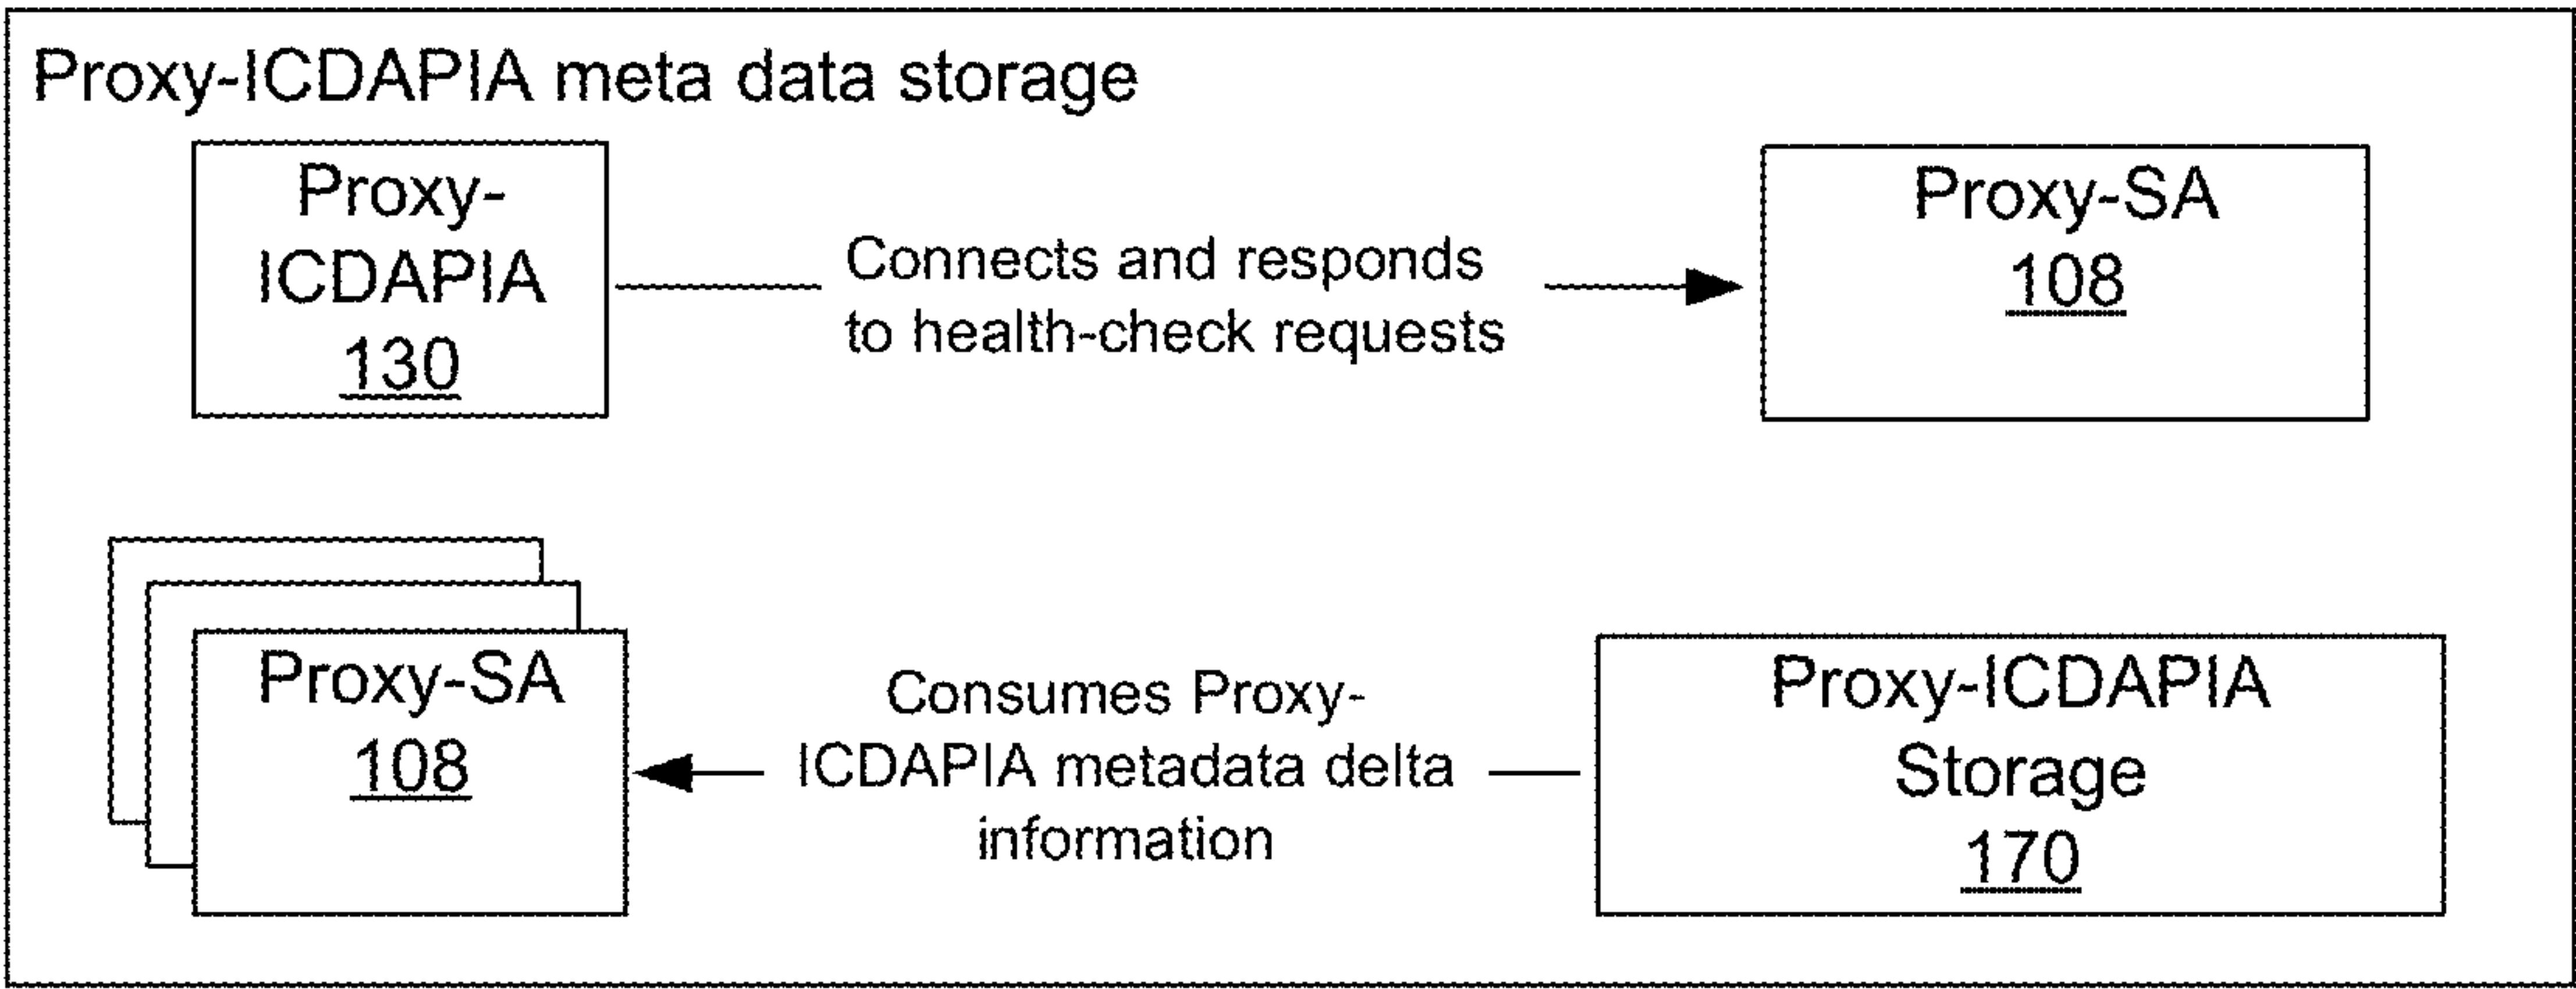 Proxy-ICDAPIA meta data storage
Proxy-
ICDAPIA
130
Connects and responds
to health-check requests
Proxy-SA
108
Proxy-SA
108
Consumes Proxy-
ICDAPIA metadata delta
information
Proxy-ICDAPIA
Storage
170